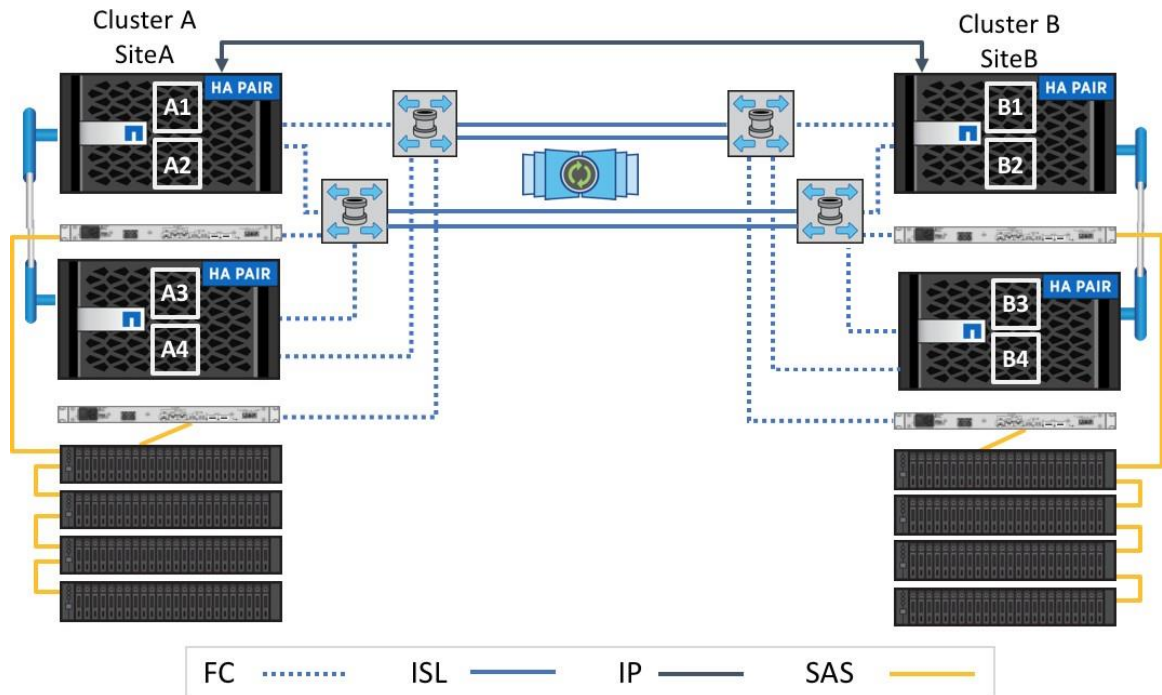 Cluster A
SiteA
Cluster B
SiteB
HA PAIR
A1
A2
HA PAIR
B1
B2
HA PAIR
A3
A4
HA PAIR
B3
B4
FC
ISL
IP
SAS